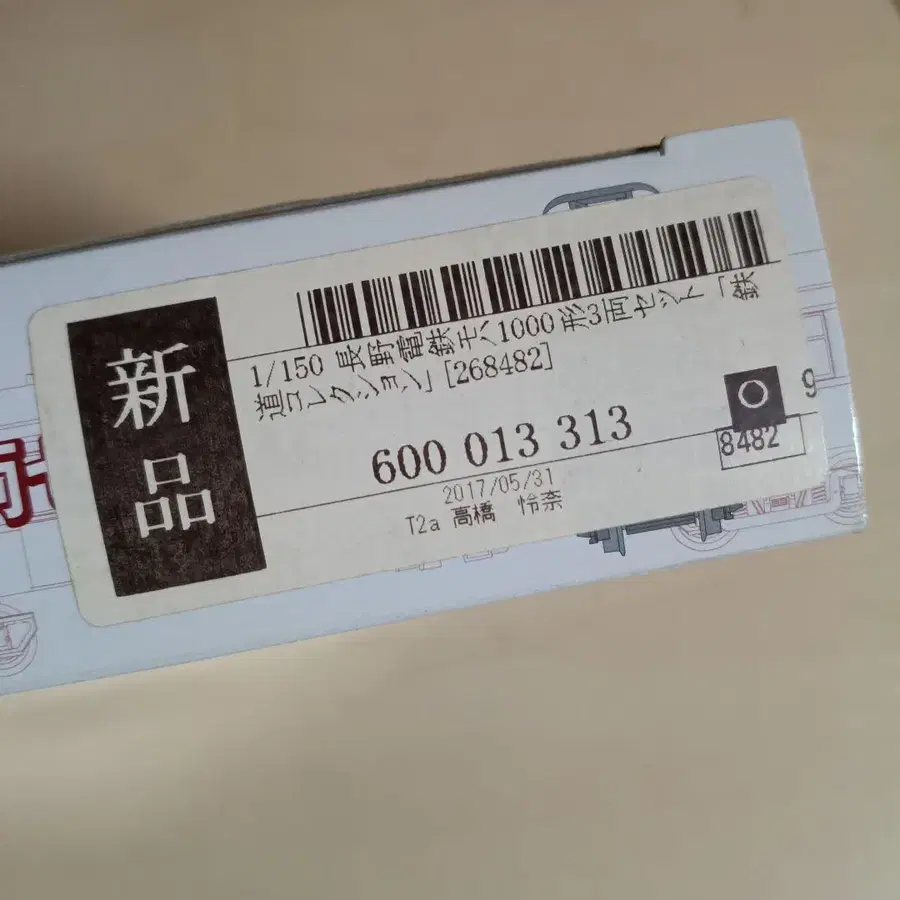 新品
1/150 長野電鉄モハ1000形3両セット 「鉄
道コレクション」 [268482]
600 013 313
9
8482
2017/05/31
T2a 高橋 怜奈